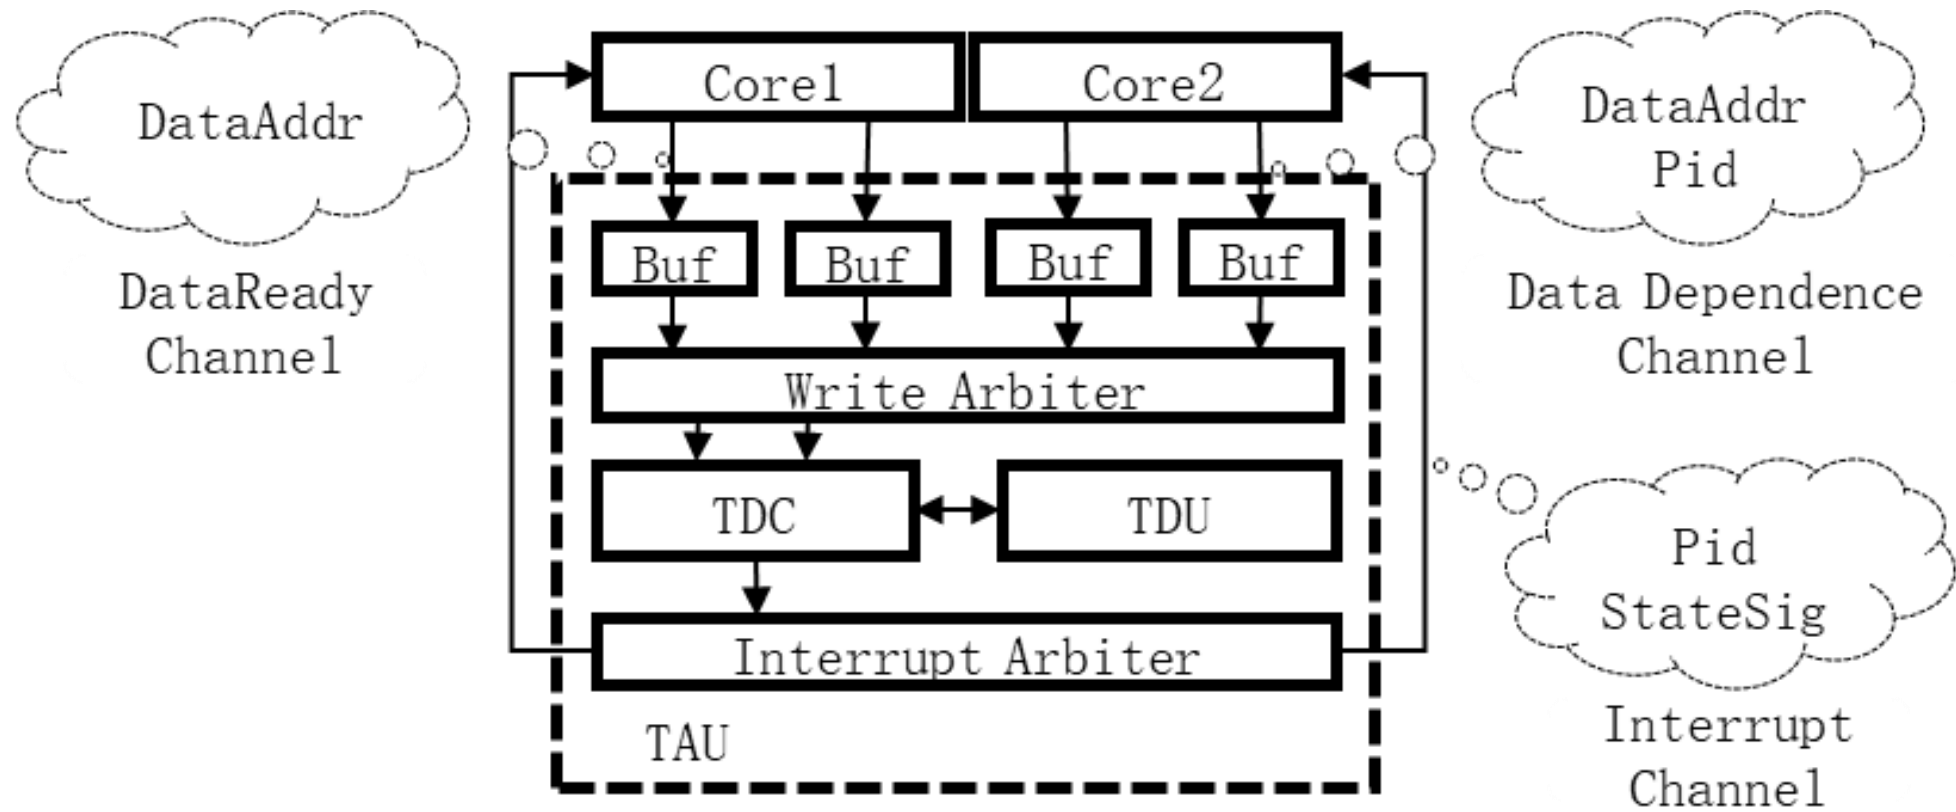 DataAddr
DataReady
Channel
Core1
Core2
Buf
Buf
Buf
Buf
Write Arbiter
TDC
TDU
Interrupt Arbiter
TAU
DataAddr
Pid
Data Dependence
Channel
Pid
StateSig
Interrupt
Channel